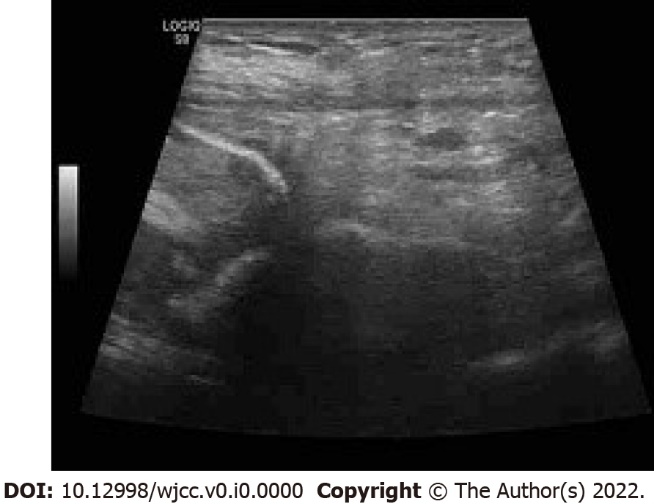 LOGIQ
S8
DOI: 10.12998/wjcc.v0.i0.0000 Copyright © The Author(s) 2022.